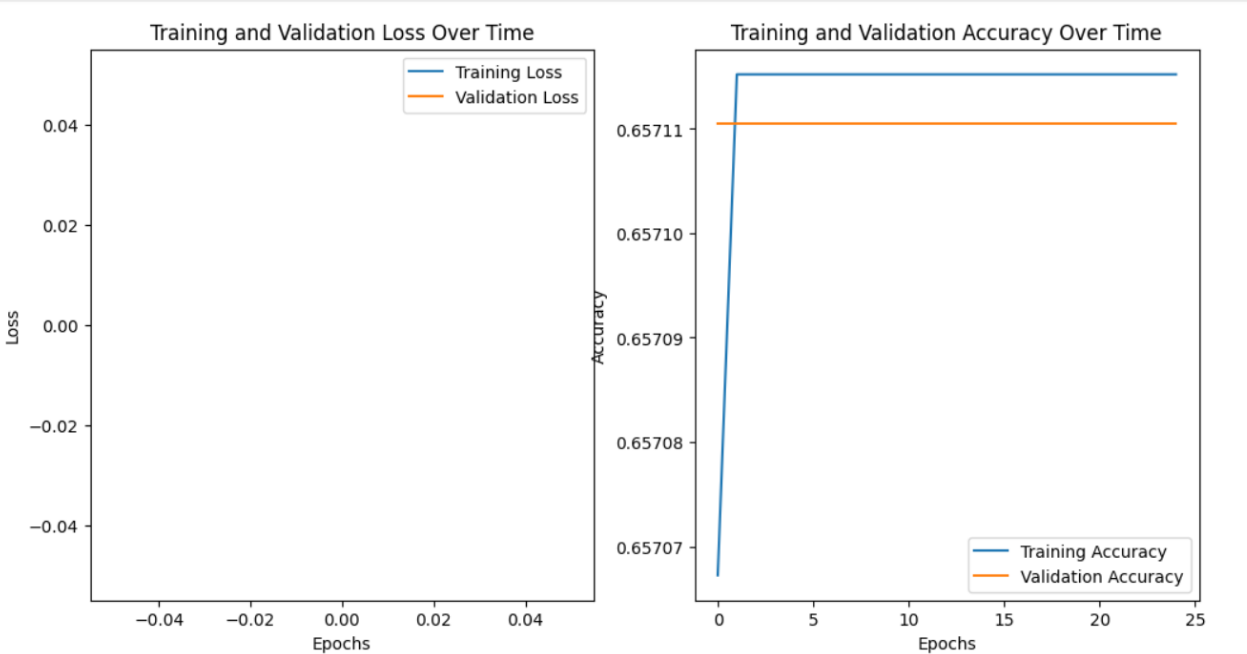 Training and Validation Loss Over Time
Training Loss
Validation Loss
0.04
0.02
0.00
−0.02
−0.04
Loss
−0.04
−0.02
0.00
0.02
0.04
Epochs
Training and Validation Accuracy Over Time
0.65711
0.65710
0.65709
0.65708
0.65707
Accuracy
Training Accuracy
Validation Accuracy
0
5
10
15
20
25
Epochs